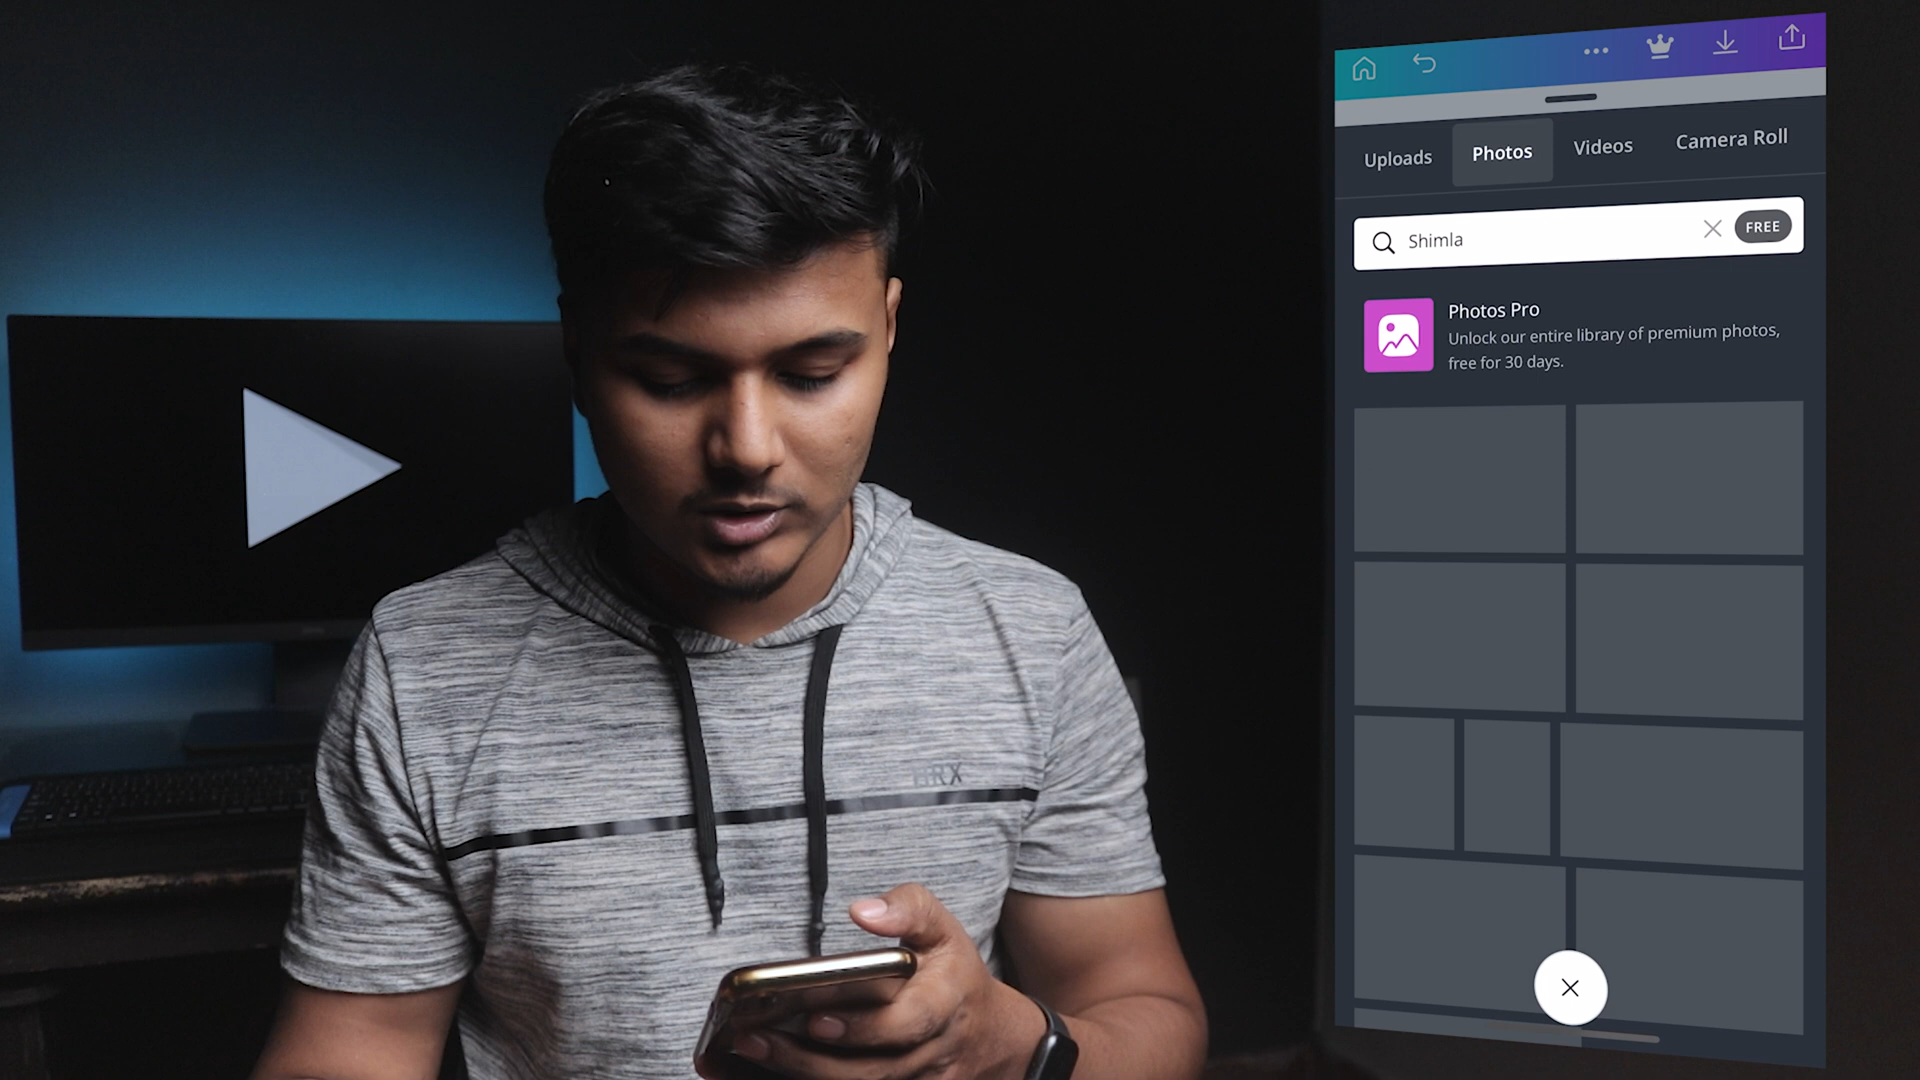 Uploads
Photos
Videos
Camera Roll
Shimla
FREE
Photos Pro
Unlock our entire library of premium photos,
free for 30 days.
HRX